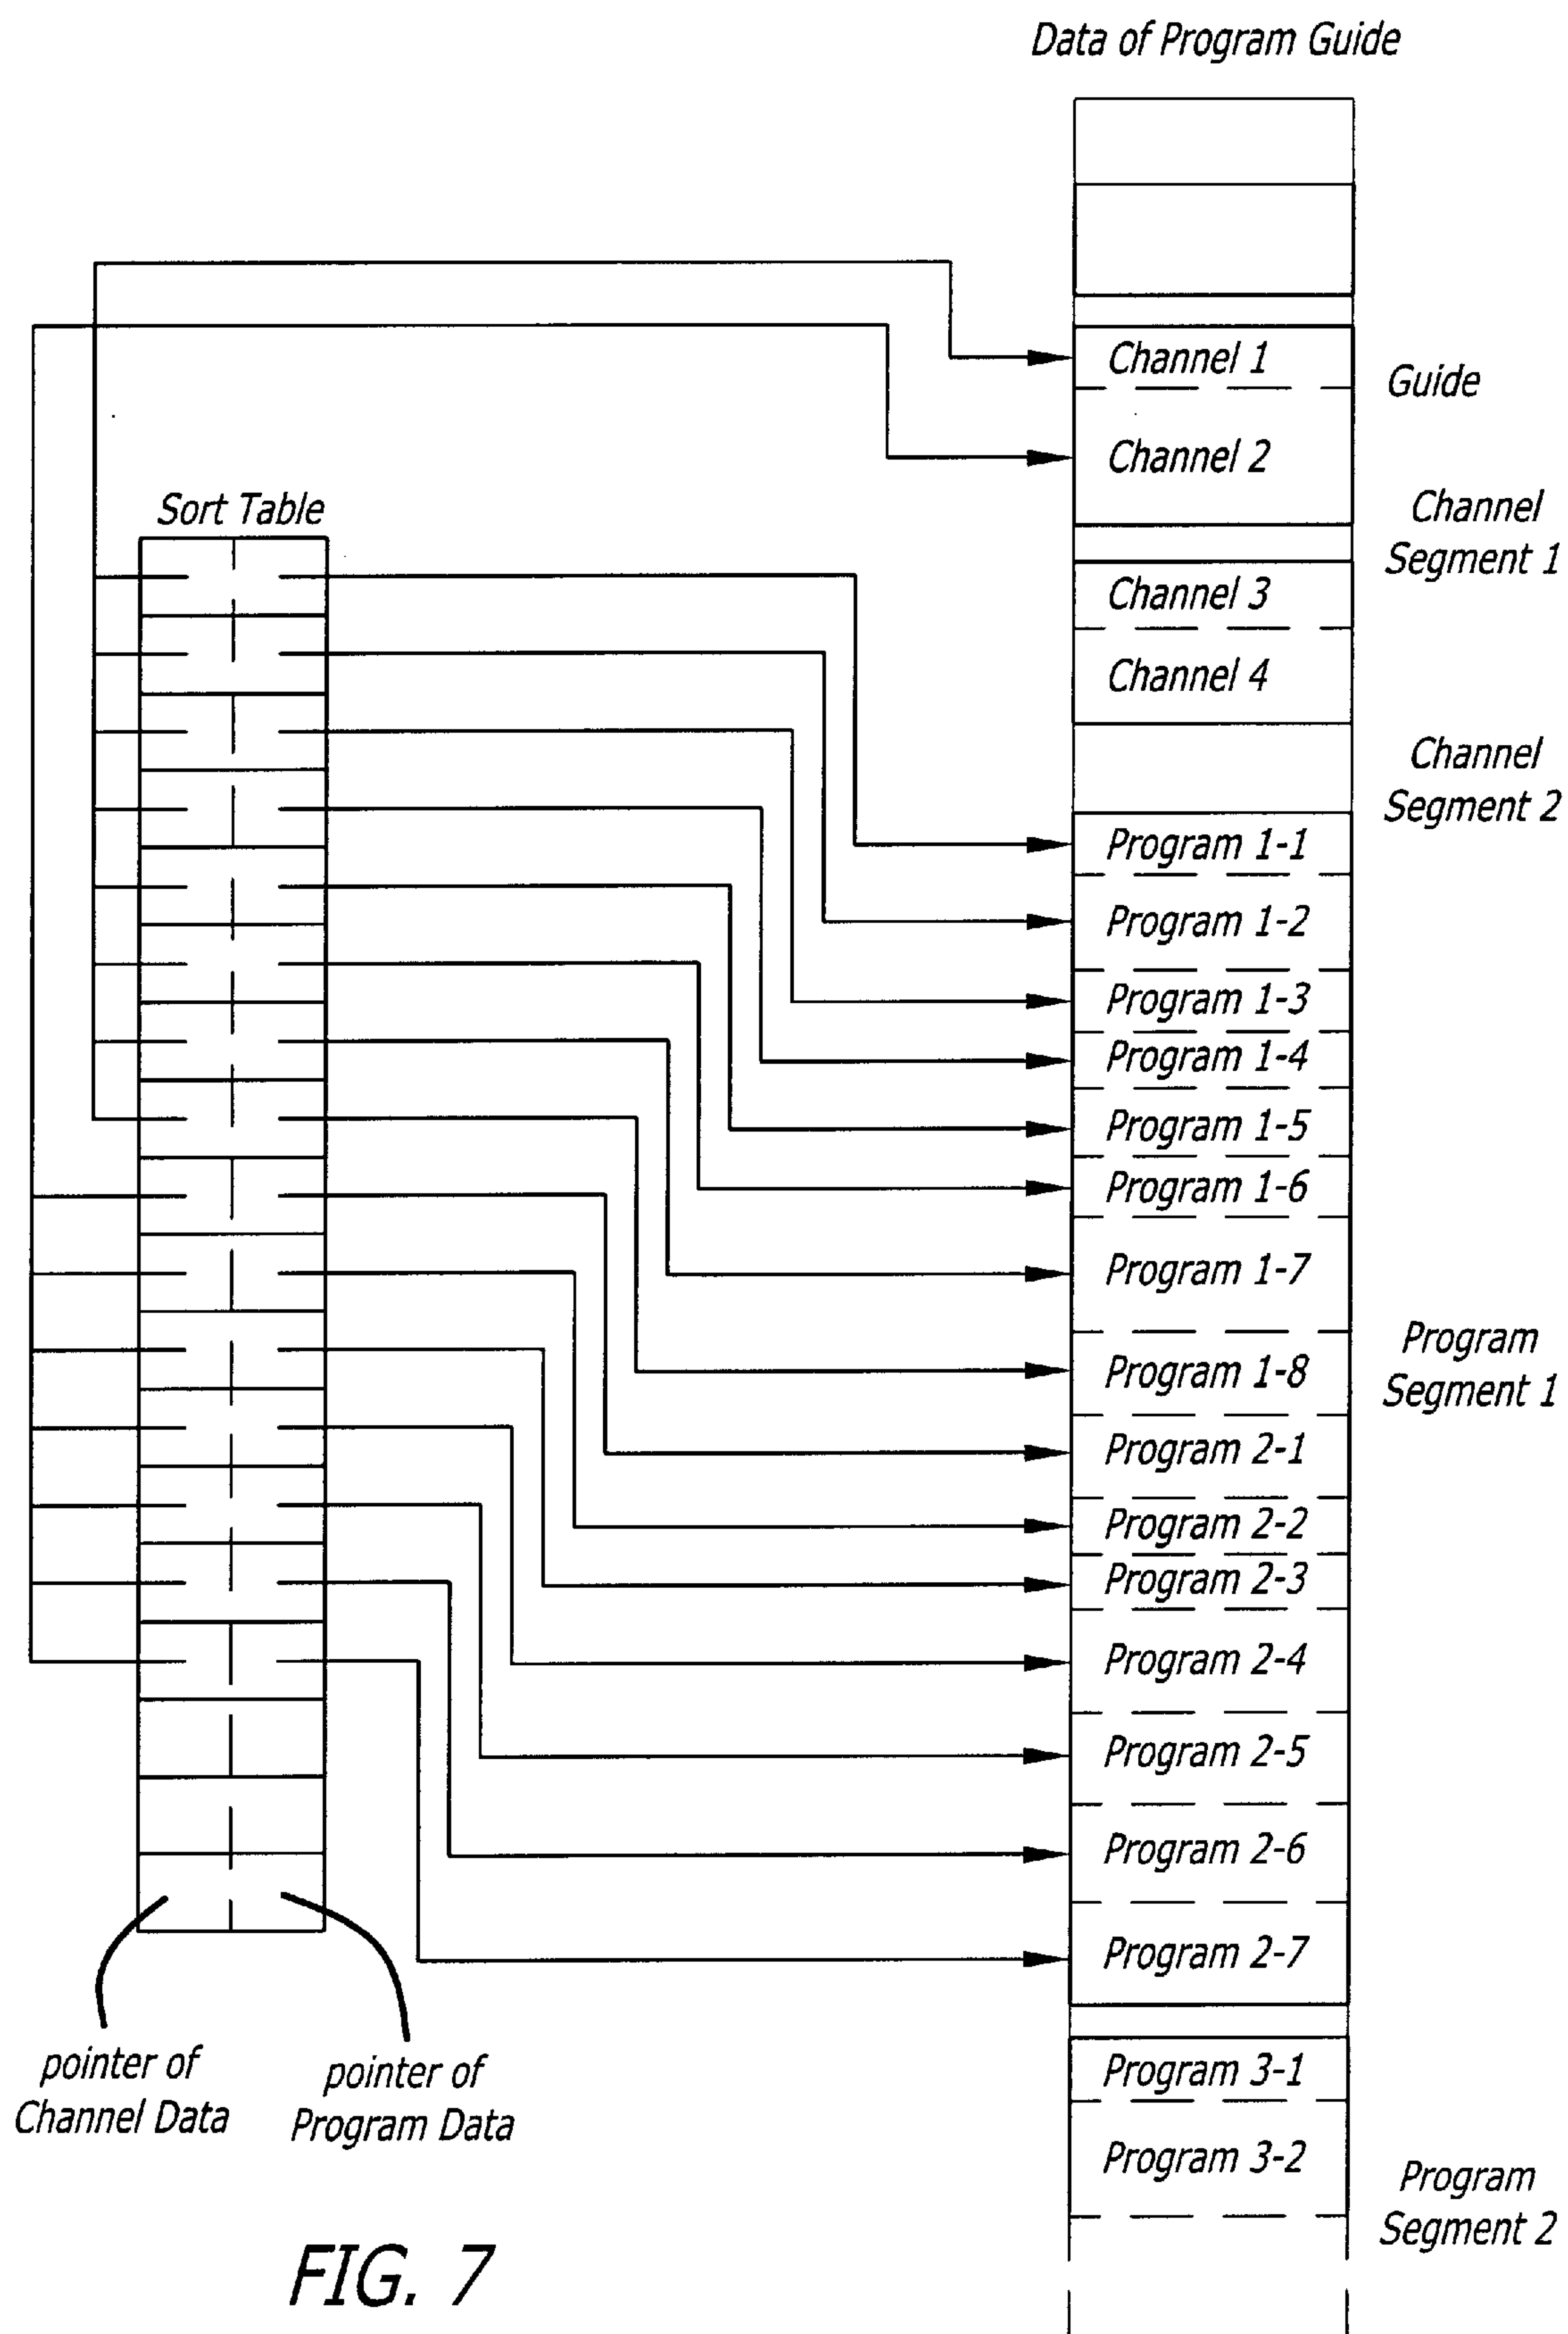 Data of Program Guide
Channel 1
Guide
Channel 2
Channel
Segment 1
Sort Table
Channel 3
Channel 4
Channel
Segment 2
Program 1-1
Program 1-2
Program 1-3
Program 1-4
Program 1-5
Program 1-6
Program 1-7
Program
Segment 1
Program 1-8
Program 2-1
Program 2-2
Program 2-3
Program 2-4
Program 2-5
Program 2-6
Program 2-7
pointer of
Channel Data
pointer of
Program Data
Program 3-1
Program 3-2
Program
Segment 2
FIG. 7